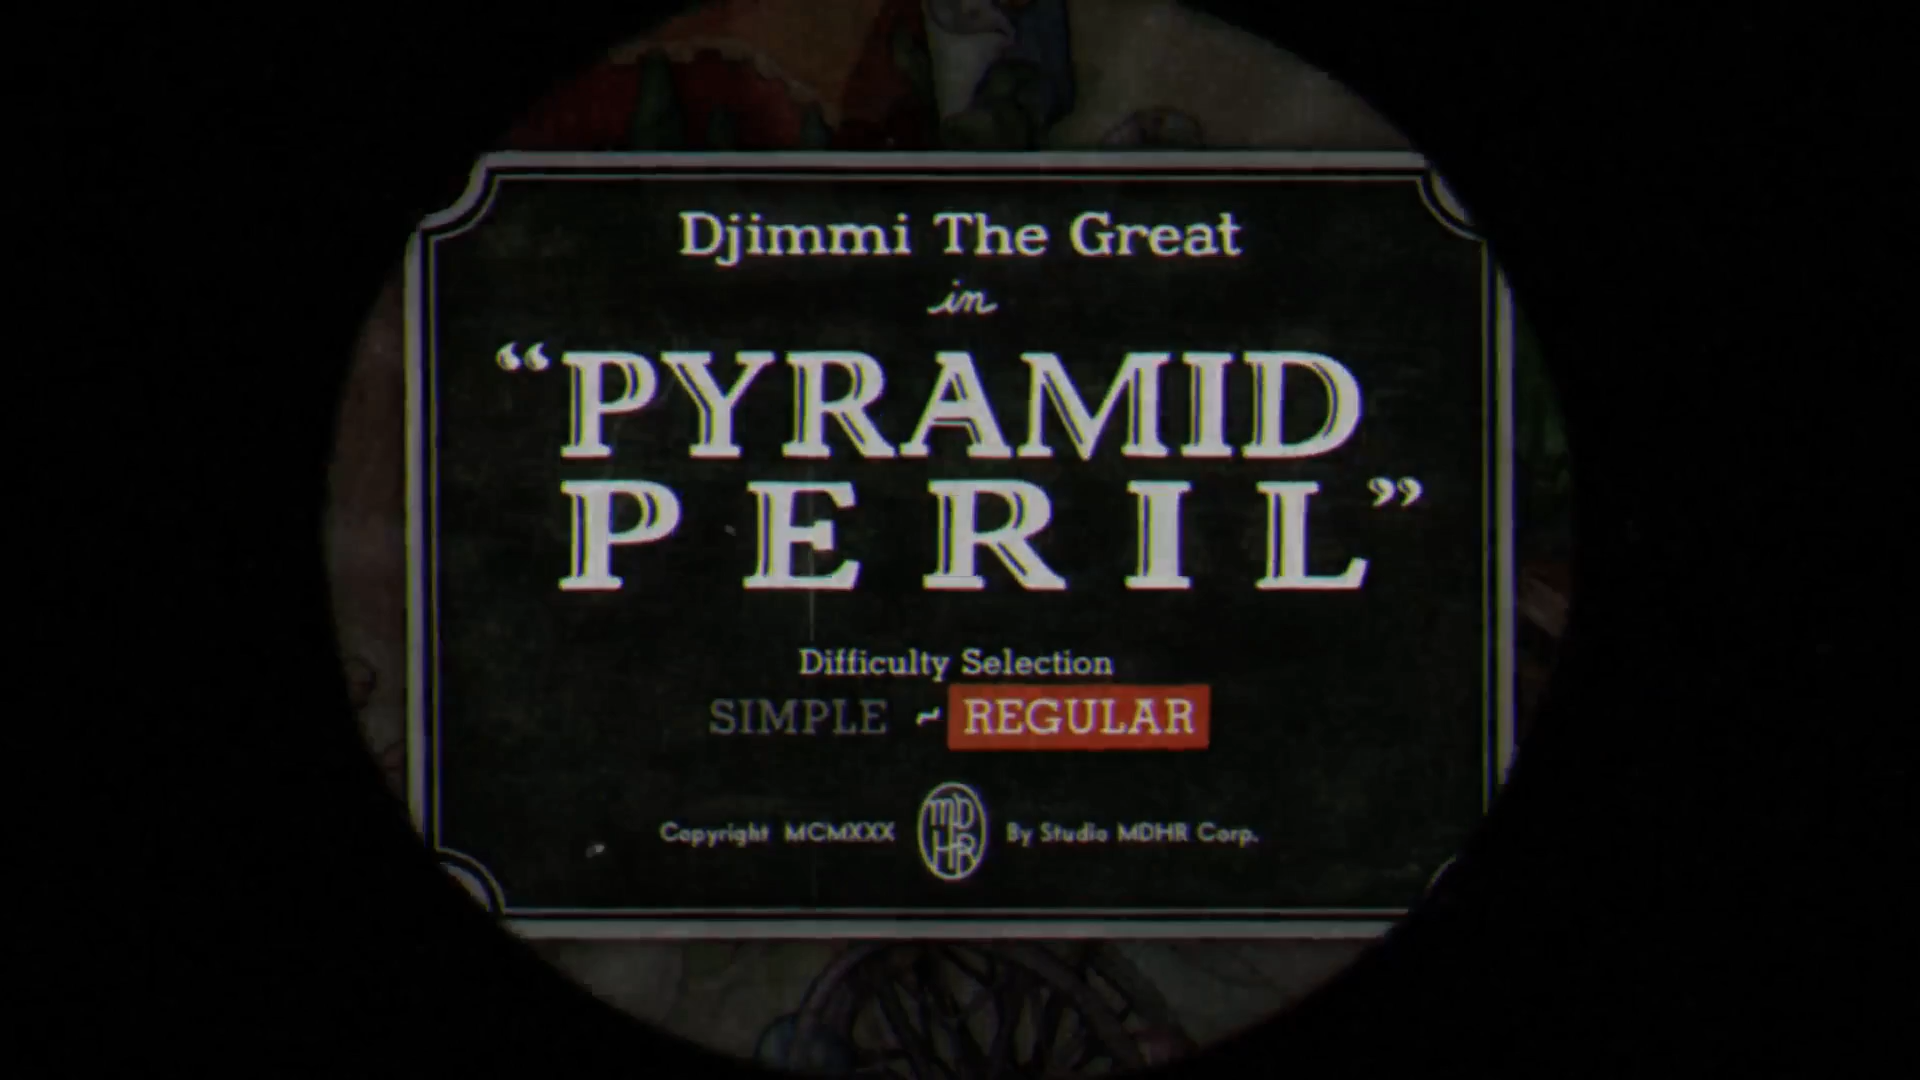 Djimmi The Great
in
“PYRAMID
PERIL”
Difficulty Selection
SIMPLE ~ REGULAR
Copyright MCMXXX MDHR By Studio MDHR Corp.